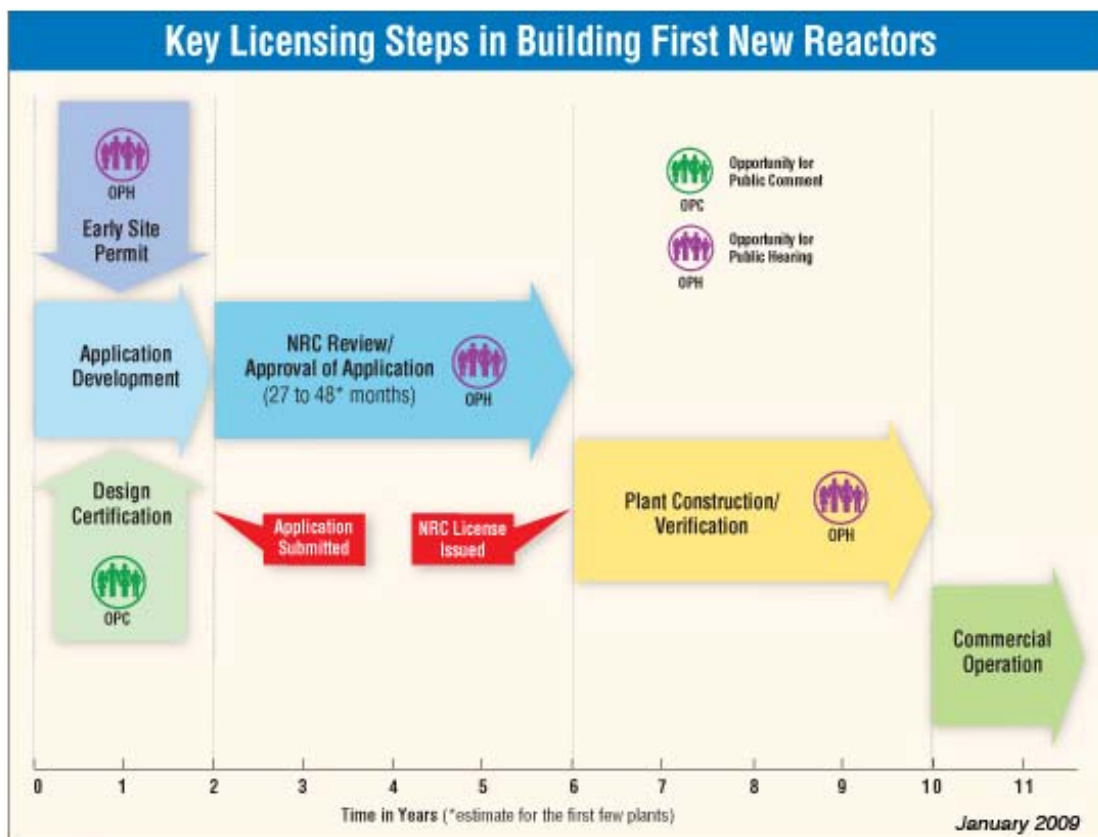 Key Licensing Steps in Building First New Reactors
OPH
Early Site
Permit
OPC
Opportunity for
Public Comment
OPH
Opportunity for
Public Hearing
Application
Development
NRC Review/
Approval of Application
(27 to 48* months)
OPH
Design
Certification
OPC
Application
Submitted
NRC License
Issued
Plant Construction/
Verification
OPH
Commercial
Operation
0 1 2 3 4 5 6 7 8 9 10 11
Time in Years (*estimate for the first few plants)
January 2009